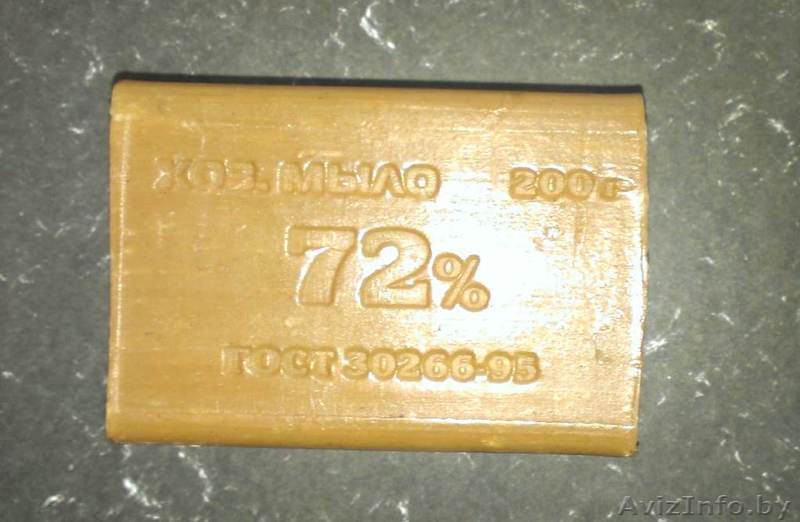 ХОЗ. МЫЛО 200 г
72%
ГОСТ 30266-95
AvizInfo.by